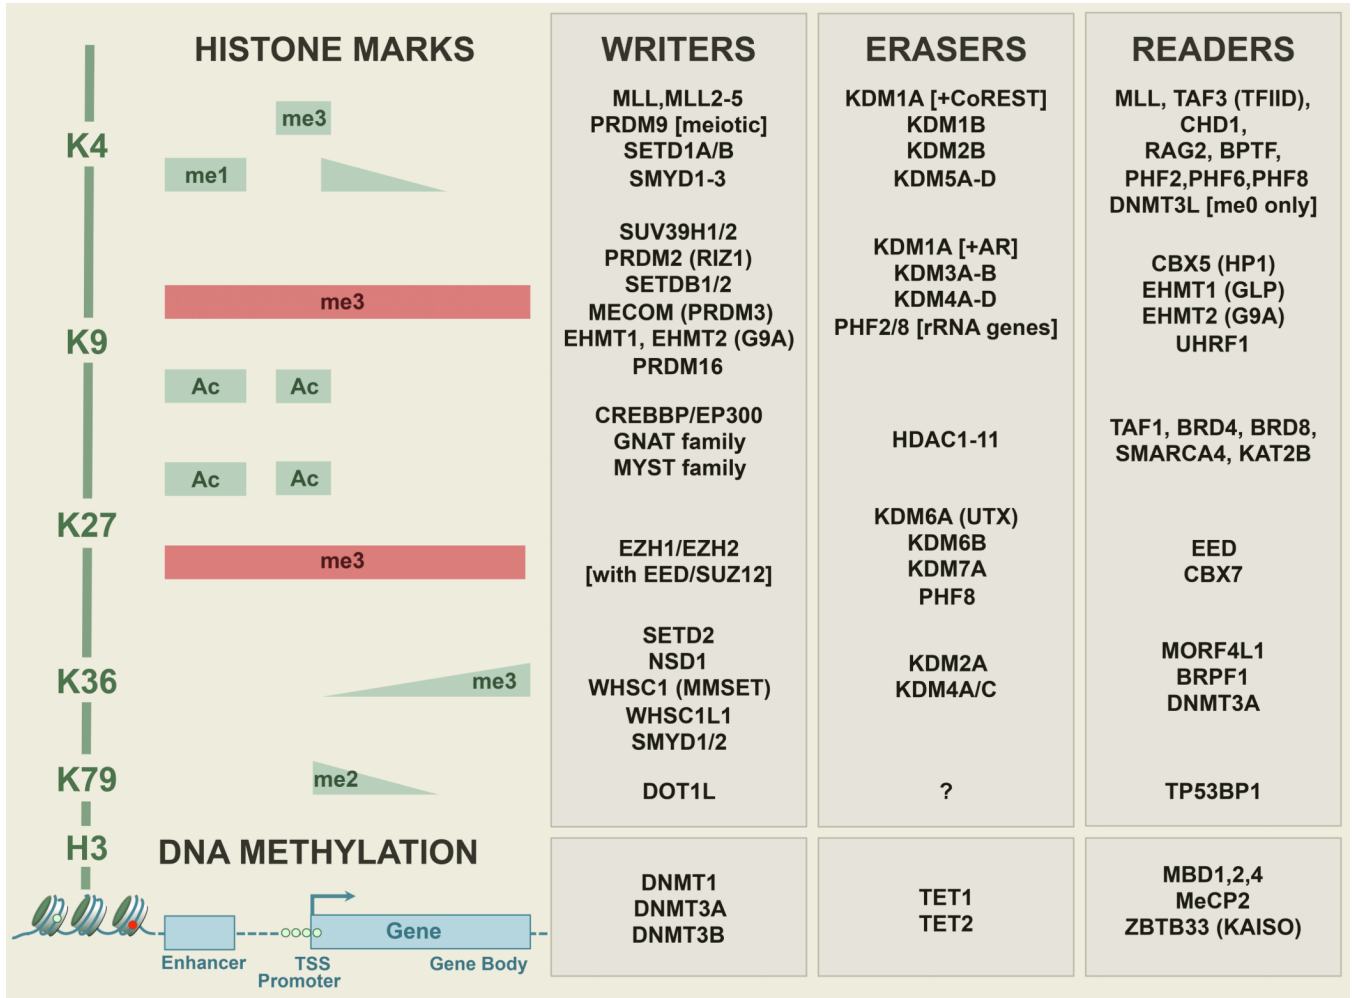 HISTONE MARKS
WRITERS
ERASERS
READERS
K4
me3
me1
MLL,MLL2-5
PRDM9 [meiotic]
SETD1A/B
SMYD1-3
KDM1A [+CoREST]
KDM1B
KDM2B
KDM5A-D
MLL, TAF3 (TFIID),
CHD1,
RAG2, BPTF,
PHF2,PHF6,PHF8
DNMT3L [me0 only]
K9
me3
Ac
Ac
SUV39H1/2
PRDM2 (RIZ1)
SETDB1/2
MECOM (PRDM3)
EHMT1, EHMT2 (G9A)
PRDM16
KDM1A [+AR]
KDM3A-B
KDM4A-D
PHF2/8 [rRNA genes]
CBX5 (HP1)
EHMT1 (GLP)
EHMT2 (G9A)
UHRF1
CREBBP/EP300
GNAT family
MYST family
HDAC1-11
TAF1, BRD4, BRD8,
SMARCA4, KAT2B
K27
Ac
Ac
me3
EZH1/EZH2
[with EED/SUZ12]
KDM6A (UTX)
KDM6B
KDM7A
PHF8
EED
CBX7
K36
me3
SETD2
NSD1
WHSC1 (MMSET)
WHSC1L1
SMYD1/2
KDM2A
KDM4A/C
MORF4L1
BRPF1
DNMT3A
K79
me2
DOT1L
?
TP53BP1
H3
DNA METHYLATION
DNMT1
DNMT3A
DNMT3B
TET1
TET2
MBD1,2,4
MeCP2
ZBTB33 (KAISO)
Gene
Enhancer
TSS
Promoter
Gene Body